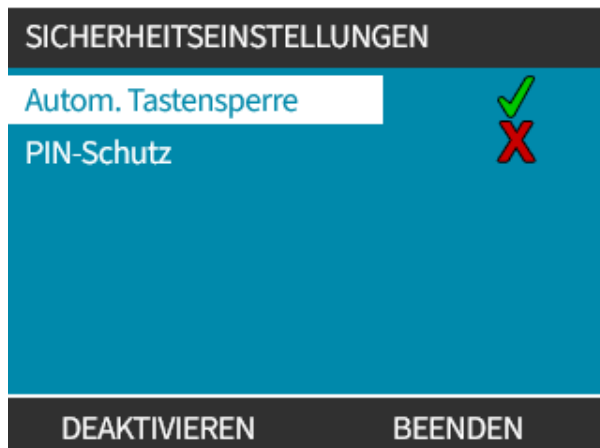 SICHERHEITSEINSTELLUNGEN
Autom. Tastensperre
PIN-Schutz
DEAKTIVIEREN BEENDEN